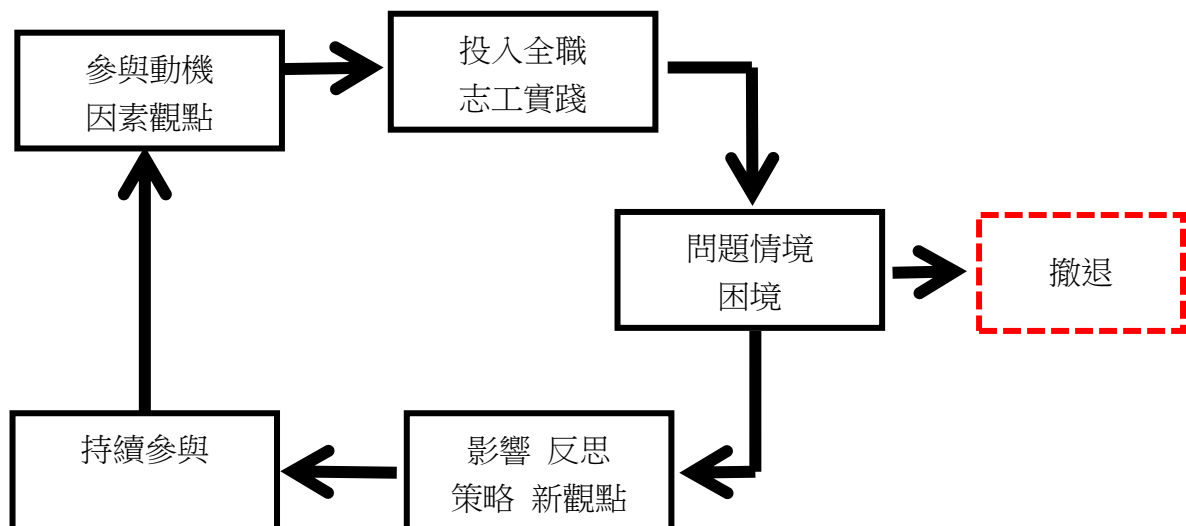 參與動機
因素觀點
投入全職
志工實踐
問題情境
困境
撤退
影響 反思
策略 新觀點
持續參與